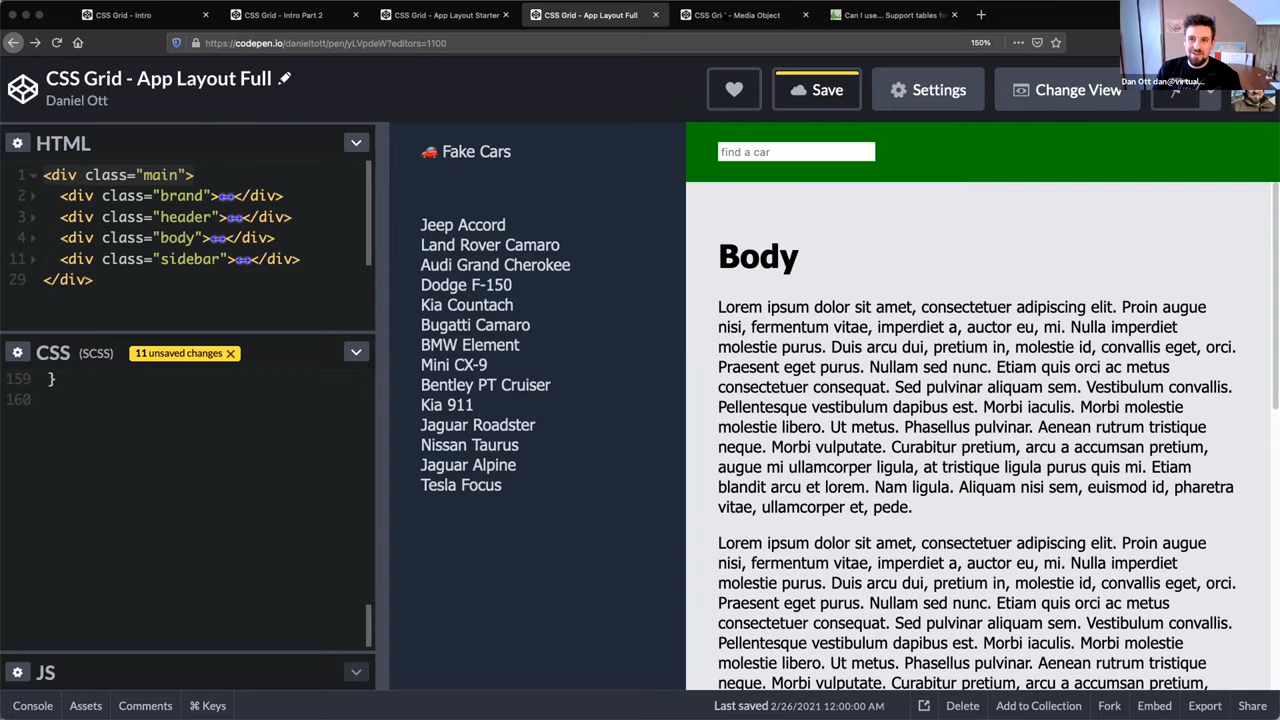 CSS Grid - Intro
CSS Grid - Intro Part 2
CSS Grid - App Layout Starter
CSS Grid - App Layout Full
CSS Gri - Media Object
Can I use... Support tables for
https://codepen.io/danieltott/pen/yLVpdeW?editors=1100
150%
Dan Ott dan@virtual...
CSS Grid - App Layout Full
Daniel Ott
Save
Settings
Change View
HTML
1 <div class="main">
2 <div class="brand"></div>
3 <div class="header"></div>
4 <div class="body"></div>
11 <div class="sidebar"></div>
29 </div>
CSS (SCSS) 11 unsaved changes X
159 }
160
JS
🚗 Fake Cars
Jeep Accord
Land Rover Camaro
Audi Grand Cherokee
Dodge F-150
Kia Countach
Bugatti Camaro
BMW Element
Mini CX-9
Bentley PT Cruiser
Kia 911
Jaguar Roadster
Nissan Taurus
Jaguar Alpine
Tesla Focus
find a car
Body
Lorem ipsum dolor sit amet, consectetuer adipiscing elit. Proin augue
nisi, fermentum vitae, imperdiet a, auctor eu, mi. Nulla imperdiet
molestie purus. Duis arcu dui, pretium in, molestie id, convallis eget, orci.
Praesent eget purus. Nullam sed nunc. Etiam quis orci ac metus
consectetuer consequat. Sed pulvinar aliquam sem. Vestibulum convallis.
Pellentesque vestibulum dapibus est. Morbi iaculis. Morbi molestie
molestie libero. Ut metus. Phasellus pulvinar. Aenean rutrum tristique
neque. Morbi vulputate. Curabitur pretium, arcu a accumsan pretium,
augue mi ullamcorper ligula, at tristique ligula purus quis mi. Etiam
blandit arcu et lorem. Nam ligula. Aliquam nisi sem, euismod id, pharetra
vitae, ullamcorper et, pede.
Lorem ipsum dolor sit amet, consectetuer adipiscing elit. Proin augue
nisi, fermentum vitae, imperdiet a, auctor eu, mi. Nulla imperdiet
molestie purus. Duis arcu dui, pretium in, molestie id, convallis eget, orci.
Praesent eget purus. Nullam sed nunc. Etiam quis orci ac metus
consectetuer consequat. Sed pulvinar aliquam sem. Vestibulum convallis.
Pellentesque vestibulum dapibus est. Morbi iaculis. Morbi molestie
molestie libero. Ut metus. Phasellus pulvinar. Aenean rutrum tristique
neque. Morbi vulputate. Curabitur pretium, arcu a accumsan pretium,
Console
Assets
Comments
⌘ Keys
Last saved 2/26/2021 12:00:00 AM
Delete
Add to Collection
Fork
Embed
Export
Share